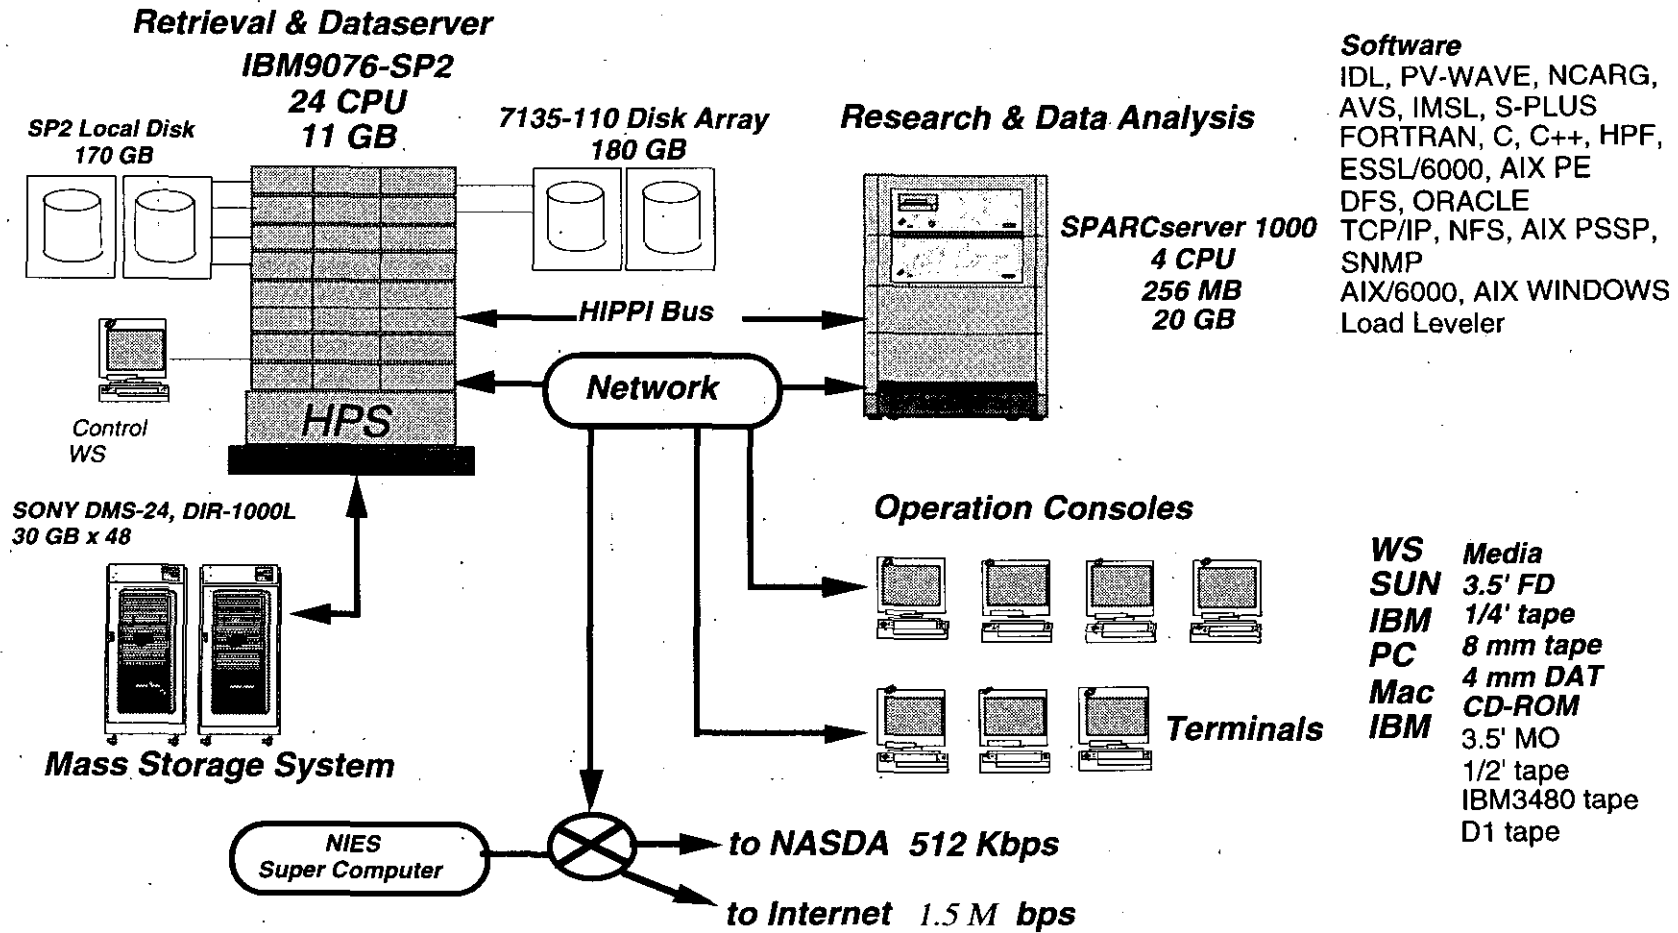 Retrieval & Dataserver
IBM9076-SP2
24 CPU
11 GB
SP2 Local Disk
170 GB
7135-110 Disk Array
180 GB
HIPPI Bus
Network
HPS
Control
WS
SONY DMS-24, DIR-1000L
30 GB x 48
Mass Storage System
NIES
Super Computer
to NASDA 512 Kbps
to Internet 1.5 M bps
Research & Data Analysis
SPARCserver 1000
4 CPU
256 MB
20 GB
Operation Consoles
Terminals
Software
IDL, PV-WAVE, NCARG,
AVS, IMSL, S-PLUS
FORTRAN, C, C++, HPF,
ESSL/6000, AIX PE
DFS, ORACLE
TCP/IP, NFS, AIX PSSP,
SNMP
AIX/6000, AIX WINDOWS
Load Leveler
WS
SUN
IBM
PC
Mac
IBM
Media
3.5' FD
1/4' tape
8 mm tape
4 mm DAT
CD-ROM
3.5' MO
1/2' tape
IBM3480 tape
D1 tape